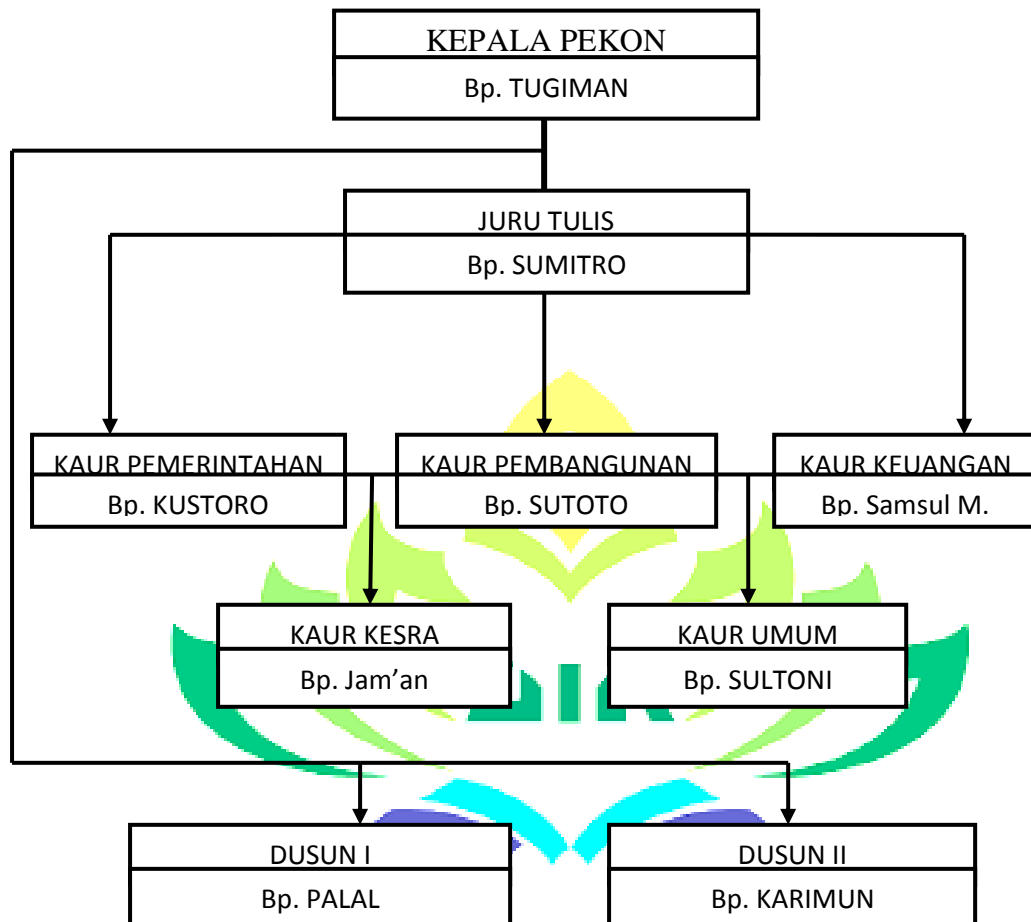 KEPALA PEKON
Bp. TUGIMAN
JURU TULIS
Bp. SUMITRO
KAUR PEMERINTAHAN
Bp. KUSTORO
KAUR PEMBANGUNAN
Bp. SUTOTO
KAUR KEUANGAN
Bp. Samsul M.
KAUR KESRA
Bp. Jam’an
KAUR UMUM
Bp. SULTONI
DUSUN I
Bp. PALAL
DUSUN II
Bp. KARIMUN